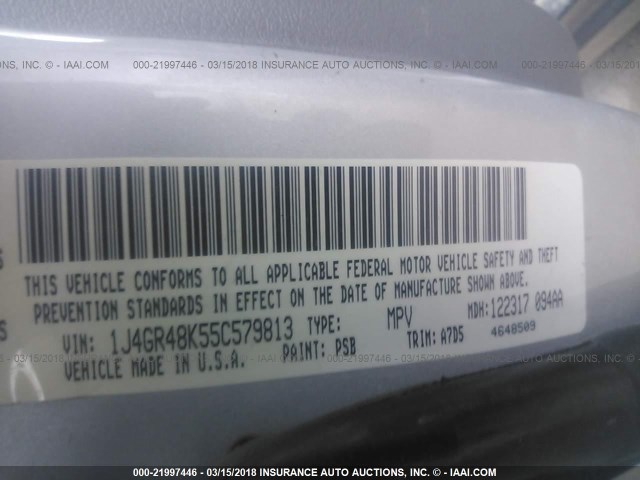 INC. © - IAAI.COM 000-21997446 - 03/15/2018 INSURANCE AUTO AUCTIONS, INC. © - IAAI.COM 000-21997446 - 03/15/2018
THIS VEHICLE CONFORMS TO ALL APPLICABLE FEDERAL MOTOR VEHICLE SAFETY AND THEFT
PREVENTION STANDARDS IN EFFECT ON THE DATE OF MANUFACTURE SHOWN ABOVE.
VIN: 1J4GR48K55C579813 TYPE: MPV MDH: 122317 094AA
VEHICLE MADE IN U.S.A. PAINT: PSB TRIM: A7D5 4648509
000-21997446 - 03/15/2018 INSURANCE AUTO AUCTIONS, INC. © - IAAI.COM